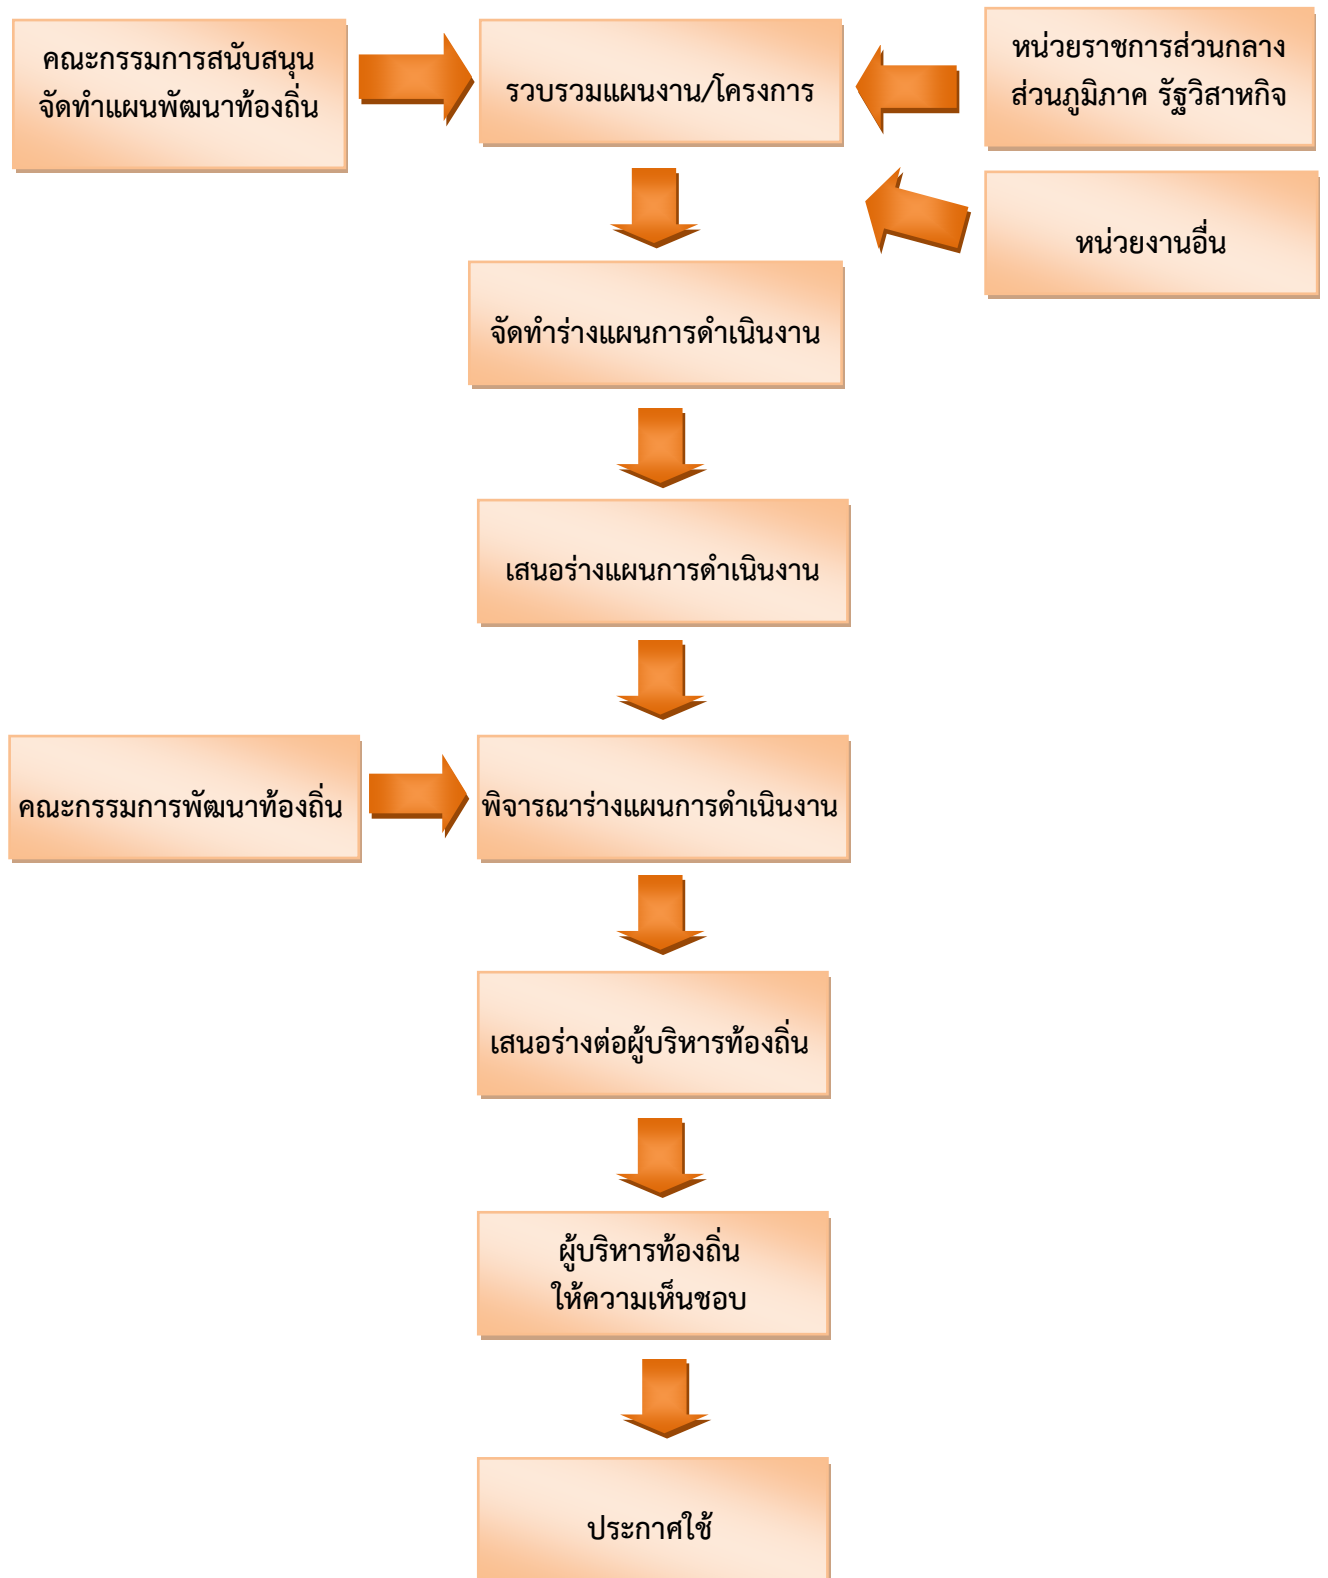 คณะกรรมการสนับสนุน
จัดทำแผนพัฒนาท้องถิ่น
รวบรวมแผนงาน/โครงการ
หน่วยราชการส่วนกลาง
ส่วนภูมิภาค รัฐวิสาหกิจ
หน่วยงานอื่น
จัดทำร่างแผนการดำเนินงาน
เสนอร่างแผนการดำเนินงาน
คณะกรรมการพัฒนาท้องถิ่น
พิจารณาร่างแผนการดำเนินงาน
เสนอร่างต่อผู้บริหารท้องถิ่น
ผู้บริหารท้องถิ่น
ให้ความเห็นชอบ
ประกาศใช้